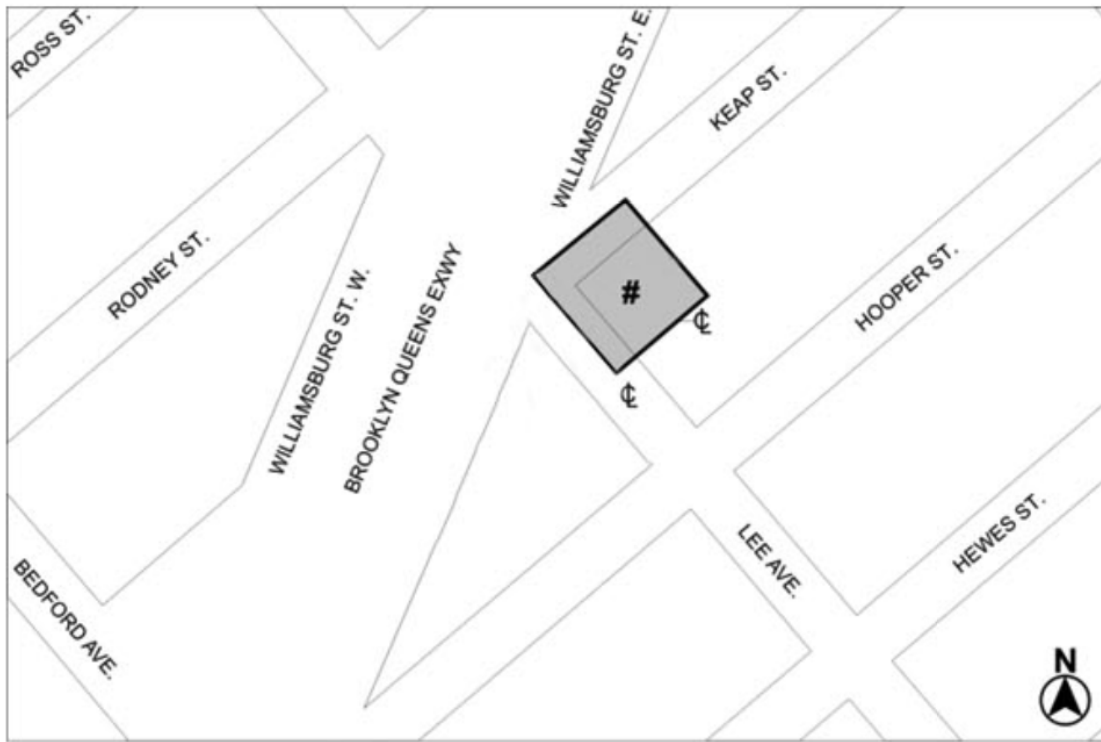 ROSS ST.
WILLIAMSBURG ST. E.
KEAP ST.
RODNEY ST.
WILLIAMSBURG ST. W.
BROOKLYN QUEENS EXWY
#
℄
HOOPER ST.
℄
BEDFORD AVE.
LEE AVE.
HEWES ST.
N